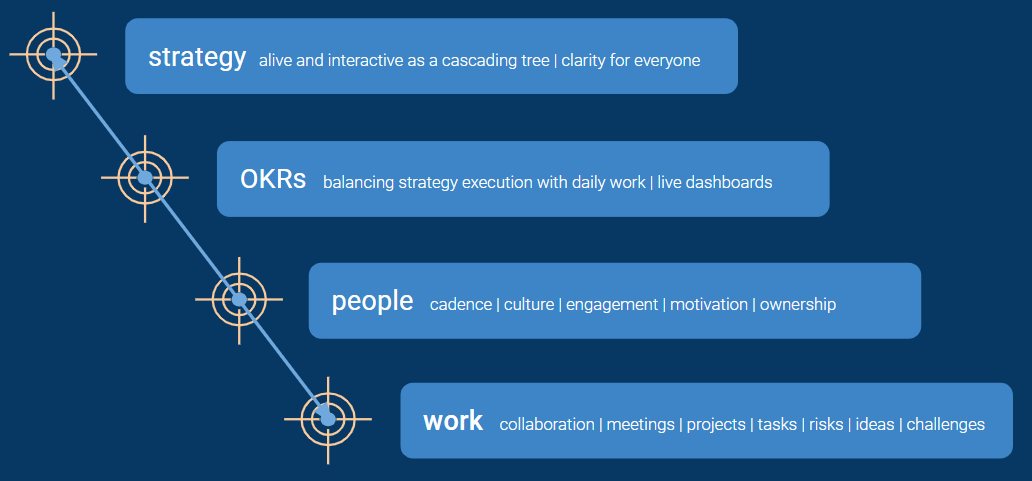 strategy alive and interactive as a cascading tree | clarity for everyone
OKRs balancing strategy execution with daily work | live dashboards
people cadence | culture | engagement | motivation | ownership
work collaboration | meetings | projects | tasks | risks | ideas | challenges